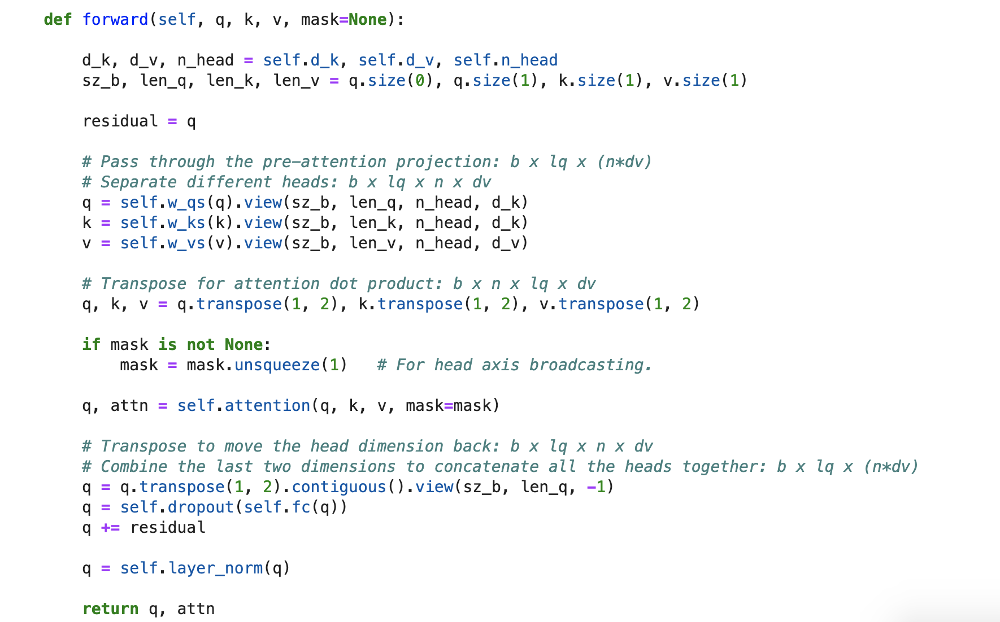 def forward(self, q, k, v, mask=None):
d_k, d_v, n_head = self.d_k, self.d_v, self.n_head
sz_b, len_q, len_k, len_v = q.size(0), q.size(1), k.size(1), v.size(1)
residual = q
# Pass through the pre-attention projection: b x lq x (n*dv)
# Separate different heads: b x lq x n x dv
q = self.w_qs(q).view(sz_b, len_q, n_head, d_k)
k = self.w_ks(k).view(sz_b, len_k, n_head, d_k)
v = self.w_vs(v).view(sz_b, len_v, n_head, d_v)
# Transpose for attention dot product: b x n x lq x dv
q, k, v = q.transpose(1, 2), k.transpose(1, 2), v.transpose(1, 2)
if mask is not None:
mask = mask.unsqueeze(1)   # For head axis broadcasting.
q, attn = self.attention(q, k, v, mask=mask)
# Transpose to move the head dimension back: b x lq x n x dv
# Combine the last two dimensions to concatenate all the heads together: b x lq x (n*dv)
q = q.transpose(1, 2).contiguous().view(sz_b, len_q, -1)
q = self.dropout(self.fc(q))
q += residual
q = self.layer_norm(q)
return q, attn